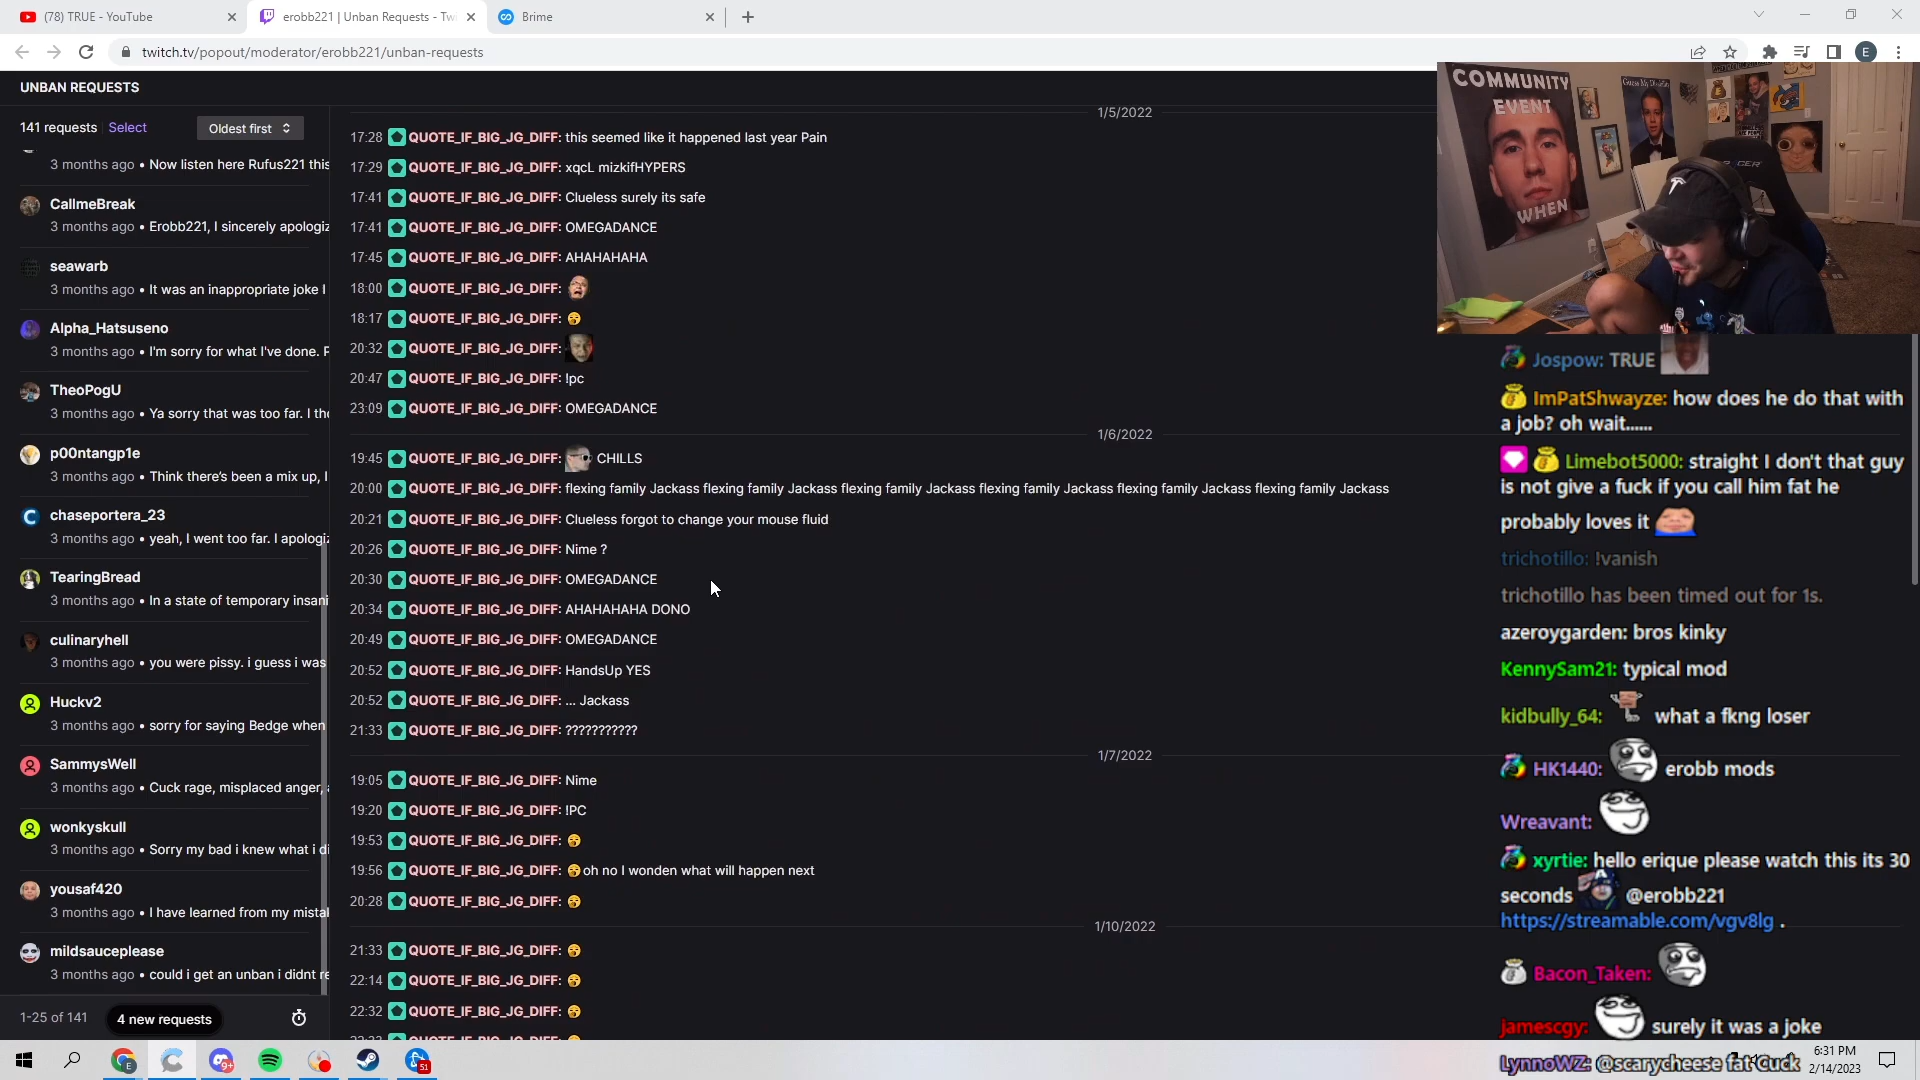 (78) TRUE - YouTube
erobb221 | Unban Requests - Tw
Brime
twitch.tv/popout/moderator/erobb221/unban-requests
E
UNBAN REQUESTS
141 requests Select
Oldest first
3 months ago • Now listen here Rufus221 this
CallmeBreak
3 months ago • Erobb221, I sincerely apologiz
seawarb
3 months ago • It was an inappropriate joke I
Alpha_Hatsuseno
3 months ago • I'm sorry for what I've done. P
TheoPogU
3 months ago • Ya sorry that was too far. I tho
p00ntangp1e
3 months ago • Think there's been a mix up, I
chaseportera_23
3 months ago • yeah, I went too far. I apologiz
TearingBread
3 months ago • In a state of temporary insani
culinaryhell
3 months ago • you were pissy. i guess i was
Huckv2
3 months ago • sorry for saying Bedge when
SammysWell
3 months ago • Cuck rage, misplaced anger,
wonkyskull
3 months ago • Sorry my bad i knew what i di
yousaf420
3 months ago • I have learned from my mistak
mildsauceplease
3 months ago • could i get an unban i didnt re
1-25 of 141
4 new requests
1/5/2022
17:28 QUOTE_IF_BIG_JG_DIFF: this seemed like it happened last year Pain
17:29 QUOTE_IF_BIG_JG_DIFF: xqcL mizkifHYPERS
17:41 QUOTE_IF_BIG_JG_DIFF: Clueless surely its safe
17:41 QUOTE_IF_BIG_JG_DIFF: OMEGADANCE
17:45 QUOTE_IF_BIG_JG_DIFF: AHAHAHAHA
18:00 QUOTE_IF_BIG_JG_DIFF:
18:17 QUOTE_IF_BIG_JG_DIFF: 🥱
20:32 QUOTE_IF_BIG_JG_DIFF:
20:47 QUOTE_IF_BIG_JG_DIFF: !pc
23:09 QUOTE_IF_BIG_JG_DIFF: OMEGADANCE
1/6/2022
19:45 QUOTE_IF_BIG_JG_DIFF: CHILLS
20:00 QUOTE_IF_BIG_JG_DIFF: flexing family Jackass flexing family Jackass flexing family Jackass flexing family Jackass flexing family Jackass flexing family Jackass
20:21 QUOTE_IF_BIG_JG_DIFF: Clueless forgot to change your mouse fluid
20:26 QUOTE_IF_BIG_JG_DIFF: Nime ?
20:30 QUOTE_IF_BIG_JG_DIFF: OMEGADANCE
20:34 QUOTE_IF_BIG_JG_DIFF: AHAHAHAHA DONO
20:49 QUOTE_IF_BIG_JG_DIFF: OMEGADANCE
20:52 QUOTE_IF_BIG_JG_DIFF: HandsUp YES
20:52 QUOTE_IF_BIG_JG_DIFF: ... Jackass
21:33 QUOTE_IF_BIG_JG_DIFF: ???????????
1/7/2022
19:05 QUOTE_IF_BIG_JG_DIFF: Nime
19:20 QUOTE_IF_BIG_JG_DIFF: !PC
19:53 QUOTE_IF_BIG_JG_DIFF: 🥱
19:56 QUOTE_IF_BIG_JG_DIFF: 🥱 oh no I wonden what will happen next
20:28 QUOTE_IF_BIG_JG_DIFF: 🥱
1/10/2022
21:33 QUOTE_IF_BIG_JG_DIFF: 🥱
22:14 QUOTE_IF_BIG_JG_DIFF: 🥱
22:32 QUOTE_IF_BIG_JG_DIFF: 🥱
COMMUNITY
EVENT
WHEN
Jospow: TRUE
ImPatShwayze: how does he do that with
a job? oh wait......
Limebot5000: straight I don't that guy
is not give a fuck if you call him fat he
probably loves it
trichotillo: !vanish
trichotillo has been timed out for 1s.
azeroygarden: bros kinky
KennySam21: typical mod
kidbully_64: what a fkng loser
HK1440: erobb mods
Wreavant:
xyrtie: hello erique please watch this its 30
seconds @erobb221
https://streamable.com/vgv8lg .
Bacon_Taken:
jamescgy: surely it was a joke
LynnoWZ: @scarycheese fat Cuck
9+
51
6:31 PM
2/14/2023